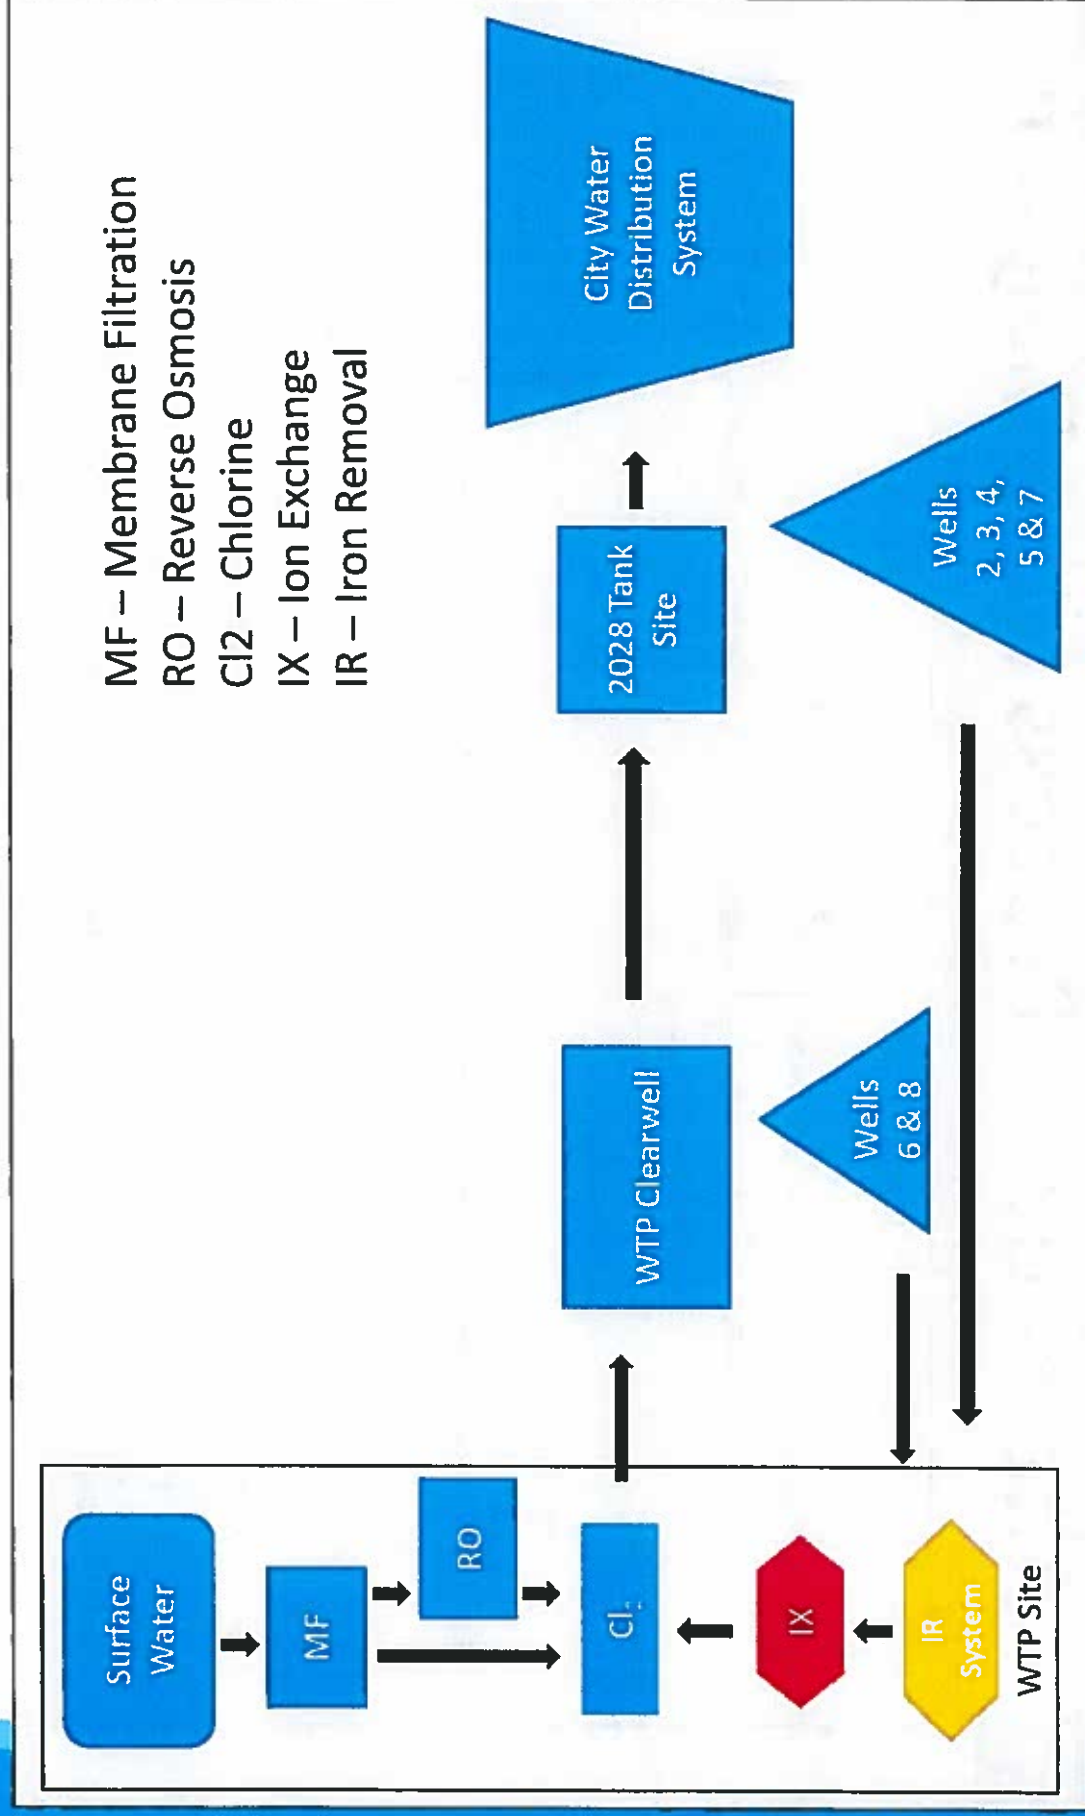 MF – Membrane Filtration
RO – Reverse Osmosis
Cl2 – Chlorine
IX – Ion Exchange
IR – Iron Removal
Surface
Water
MF
RO
Cl₂
IX
IR
System
WTP Site
WTP Clearwell
2028 Tank
Site
City Water
Distribution
System
Wells
6 & 8
Wells
2, 3, 4,
5 & 7